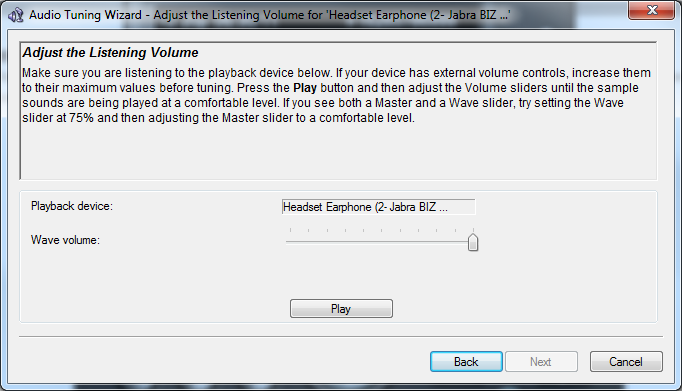 Audio Tuning Wizard - Adjust the Listening Volume for 'Headset Earphone (2- Jabra BIZ ...'
Adjust the Listening Volume
Make sure you are listening to the playback device below. If your device has external volume controls, increase them
to their maximum values before tuning. Press the Play button and then adjust the Volume sliders until the sample
sounds are being played at a comfortable level. If you see both a Master and a Wave slider, try setting the Wave
slider at 75% and then adjusting the Master slider to a comfortable level.
Playback device:
Headset Earphone (2- Jabra BIZ ...
Wave volume:
Play
Back
Next
Cancel